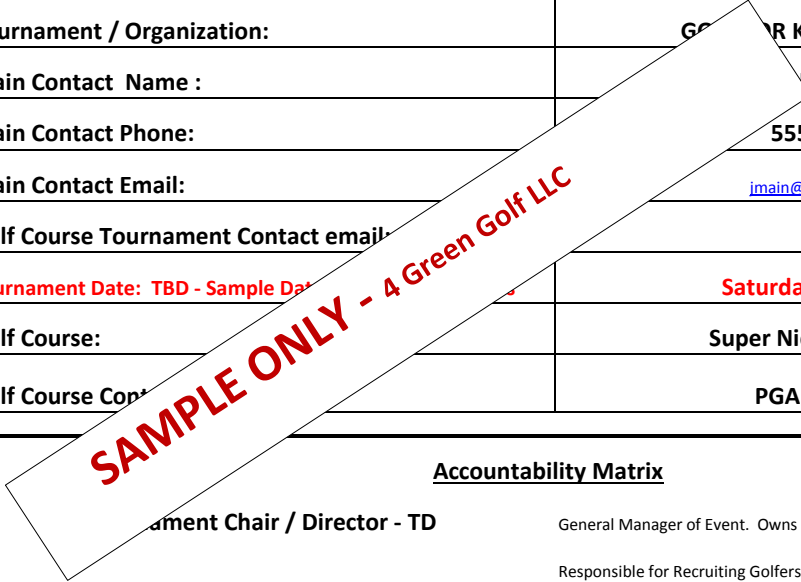 urnament / Organization:
ain Contact  Name :
ain Contact Phone: 555
ain Contact Email: jmain@
lf Course Tournament Contact email:
urnament Date:  TBD - Sample Dat
Saturda
lf Course: Super Ni
lf Course Cont PGA
SAMPLE ONLY - 4 Green Golf LLC
Accountability Matrix
ament Chair / Director - TD General Manager of Event.  Owns
Responsible for Recruiting Golfers